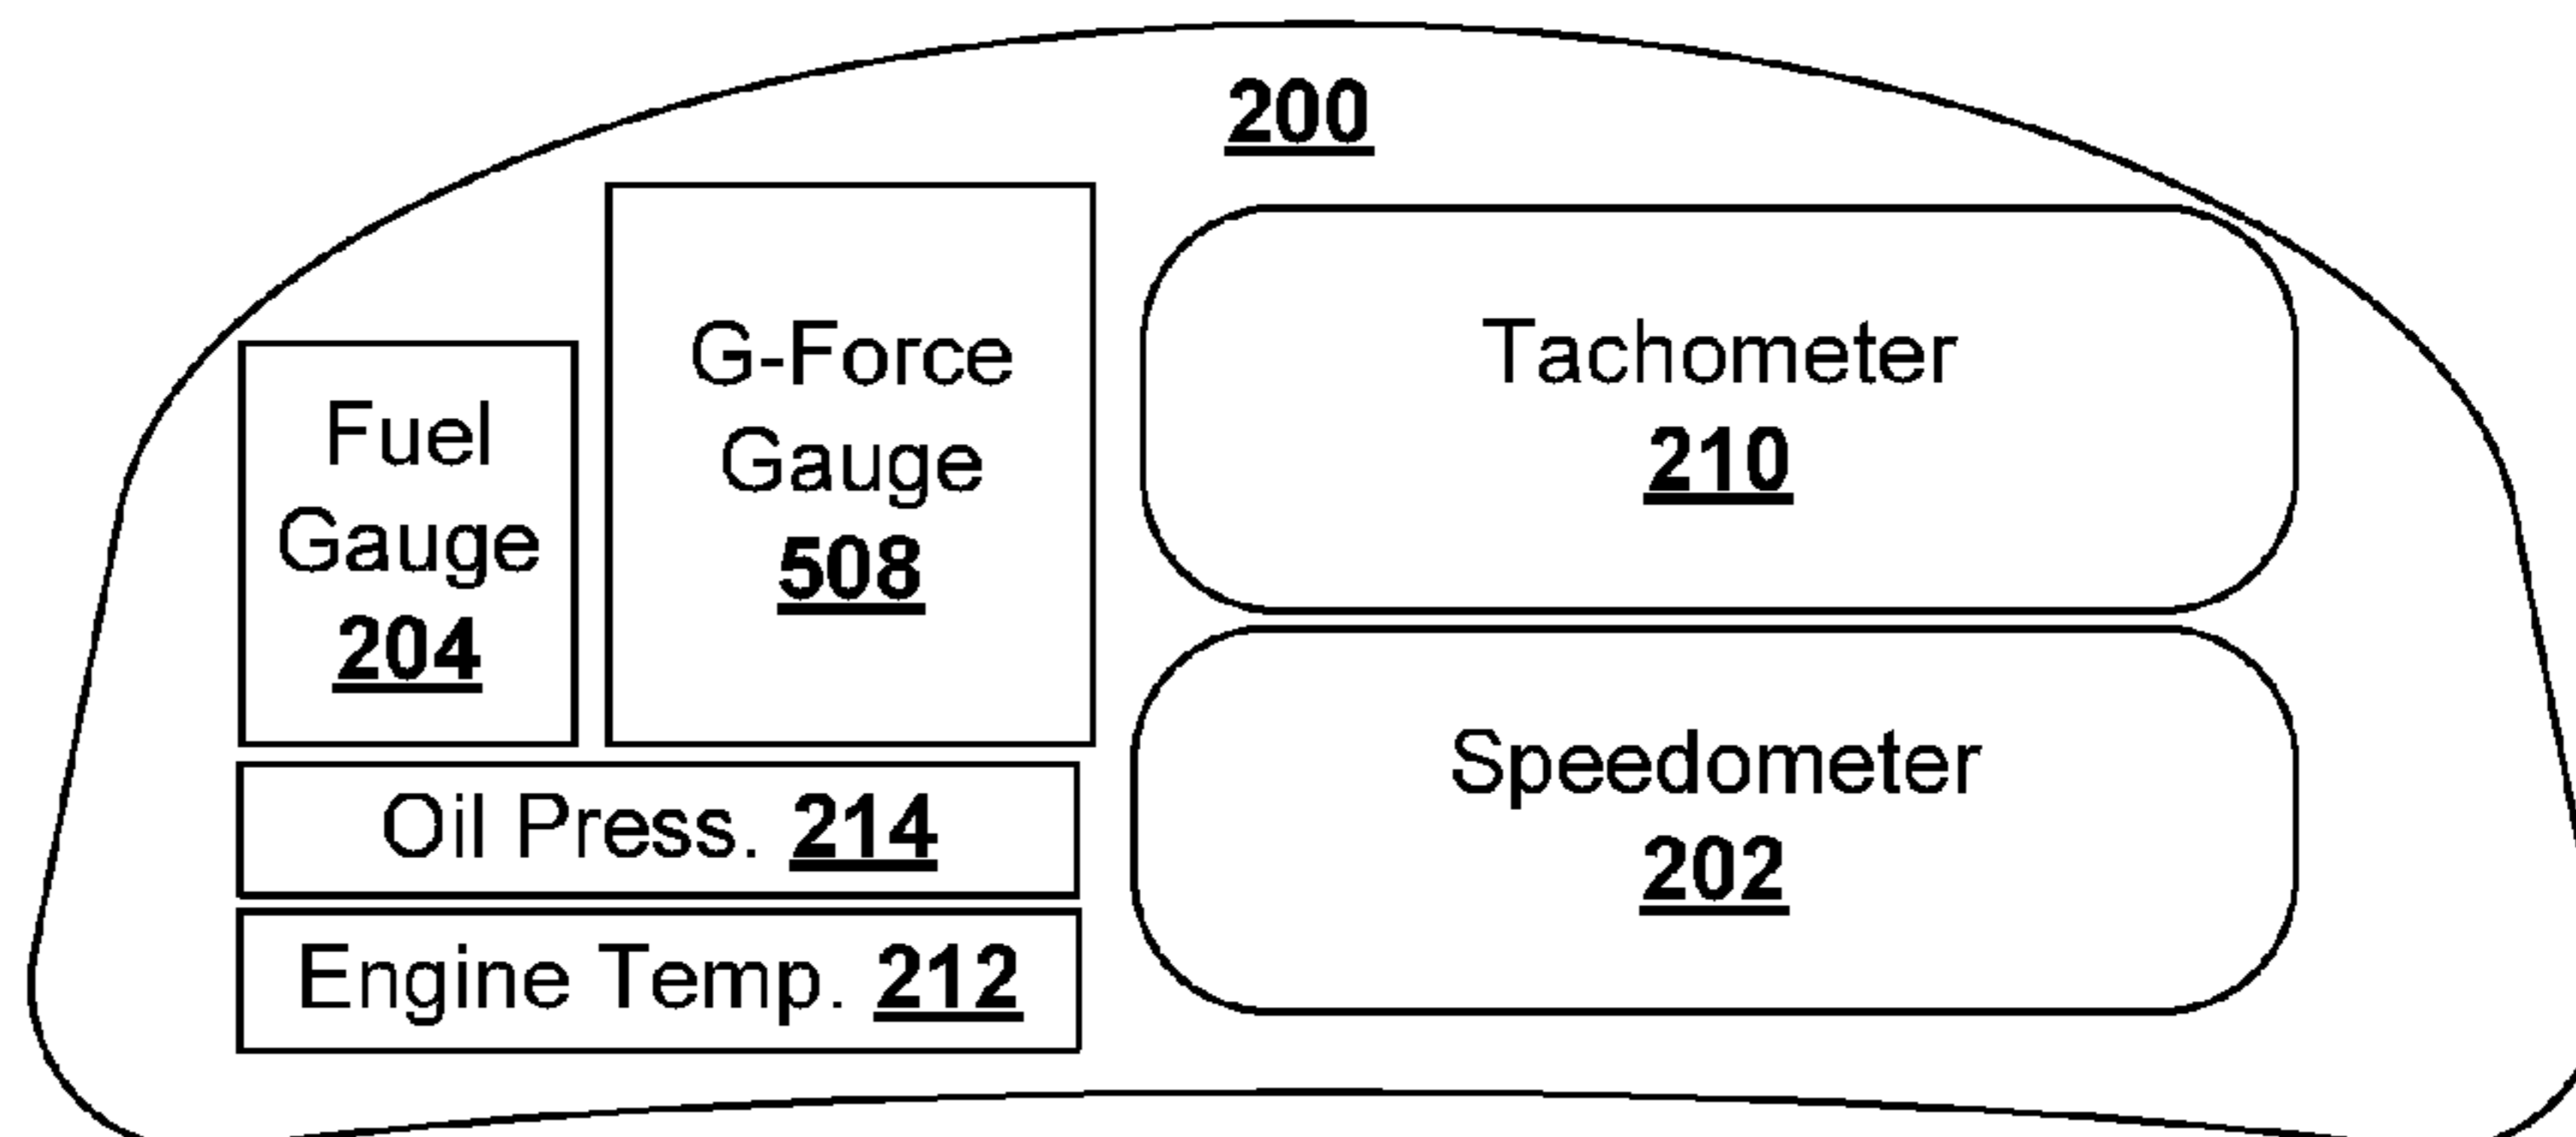 200
Fuel
Gauge
204
G-Force
Gauge
508
Tachometer
210
Oil Press. 214
Engine Temp. 212
Speedometer
202